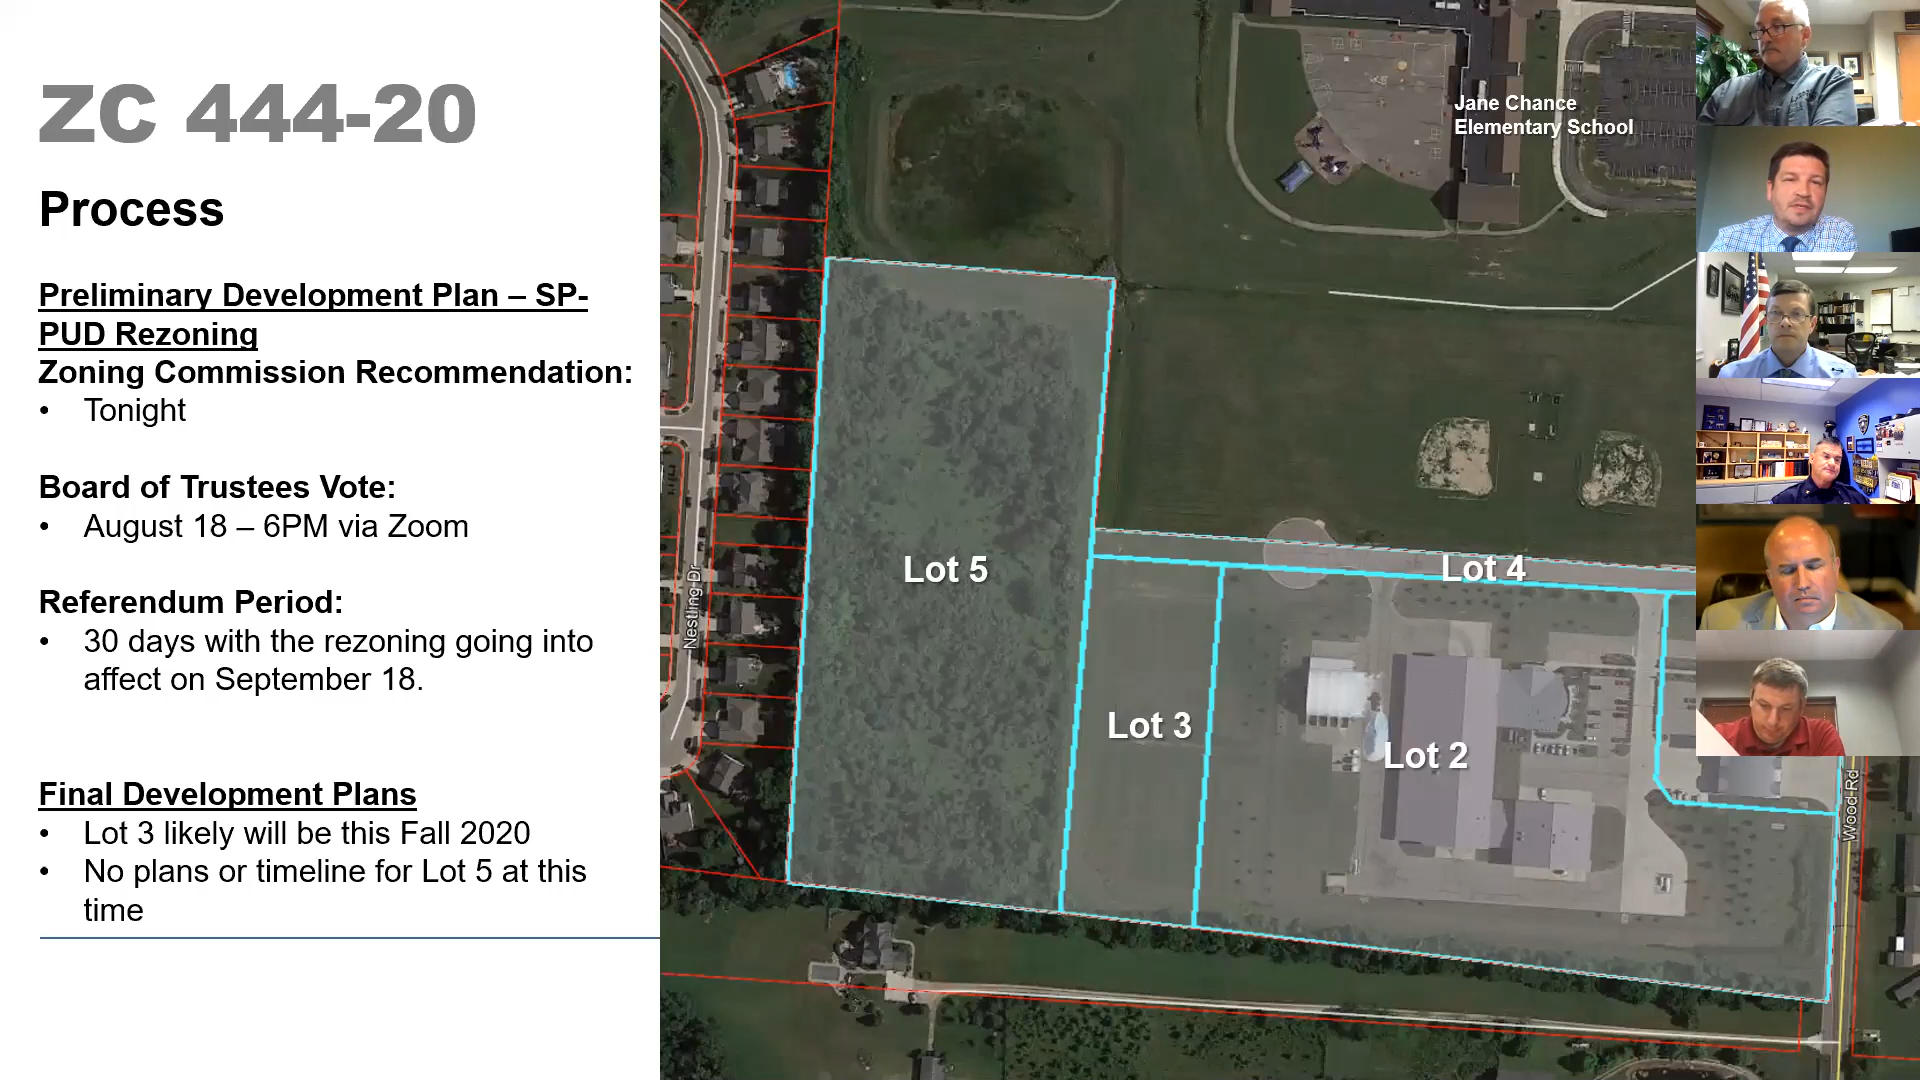 ZC 444-20
Process
Preliminary Development Plan – SP-
PUD Rezoning
Zoning Commission Recommendation:
• Tonight
Board of Trustees Vote:
• August 18 – 6PM via Zoom
Referendum Period:
• 30 days with the rezoning going into
affect on September 18.
Final Development Plans
• Lot 3 likely will be this Fall 2020
• No plans or timeline for Lot 5 at this
time
Jane Chance
Elementary School
Lot 5
Lot 4
Nestling Dr
Lot 3
Lot 2
Wood Rd